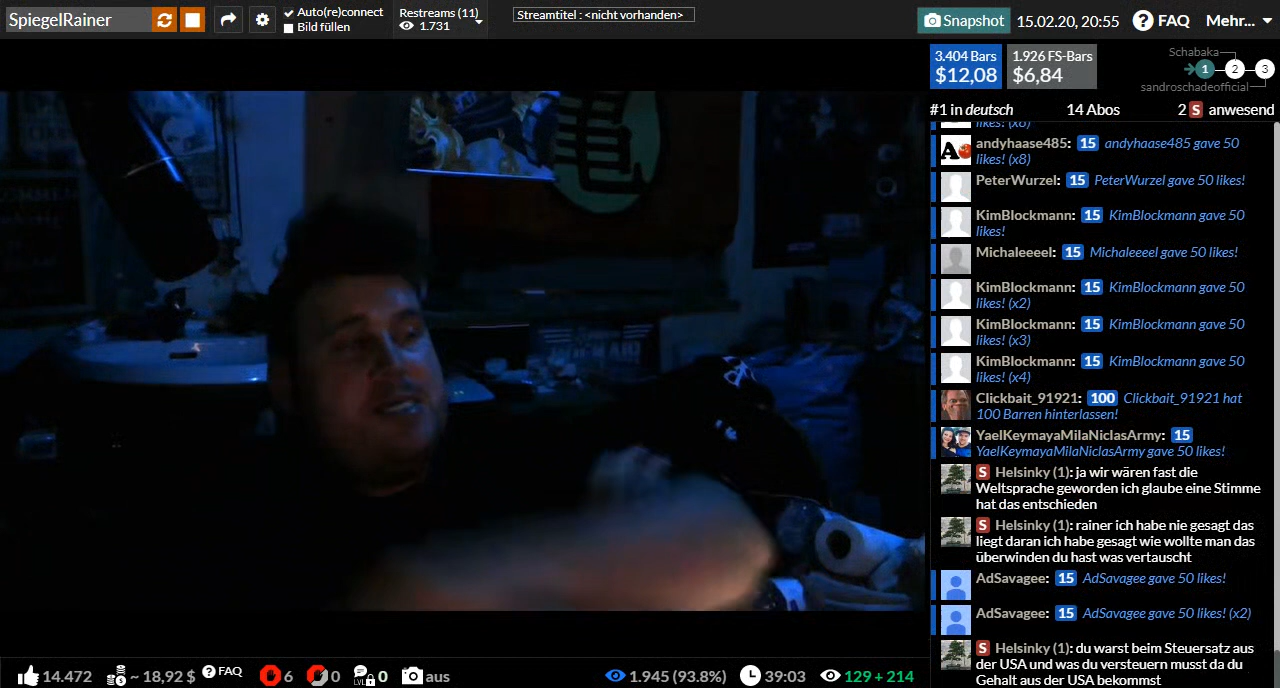 SpiegelRainer
Auto(re)connect
Bild füllen
Restreams (11)
1.731
Streamtitel : <nicht vorhanden>
Snapshot
15.02.20, 20:55
FAQ
Mehr...
3.404 Bars
$12,08
1.926 FS-Bars
$6,84
Schabaka
1 2 3
sandroschadeofficial
#1 in deutsch
14 Abos
2 S anwesend
likes! (x6)
andyhaase485: 15 andyhaase485 gave 50
likes! (x8)
PeterWurzel: 15 PeterWurzel gave 50 likes!
KimBlockmann: 15 KimBlockmann gave 50
likes!
Michaleeeel: 15 Michaleeeel gave 50 likes!
KimBlockmann: 15 KimBlockmann gave 50
likes! (x2)
KimBlockmann: 15 KimBlockmann gave 50
likes! (x3)
KimBlockmann: 15 KimBlockmann gave 50
likes! (x4)
Clickbait_91921: 100 Clickbait_91921 hat
100 Barren hinterlassen!
YaelKeymayaMilaNiclasArmy: 15
YaelKeymayaMilaNiclasArmy gave 50 likes!
S Helsinky (1): ja wir wären fast die
Weltsprache geworden ich glaube eine Stimme
hat das entschieden
S Helsinky (1): rainer ich habe nie gesagt das
liegt daran ich habe gesagt wie wollte man das
überwinden du hast was vertauscht
AdSavagee: 15 AdSavagee gave 50 likes!
AdSavagee: 15 AdSavagee gave 50 likes! (x2)
S Helsinky (1): du warst beim Steuersatz aus
der USA und was du versteuern musst da du
Gehalt aus der USA bekommst
14.472
~ 18,92 $
FAQ
6
0
LVL
0
aus
1.945 (93.8%)
39:03
129 + 214